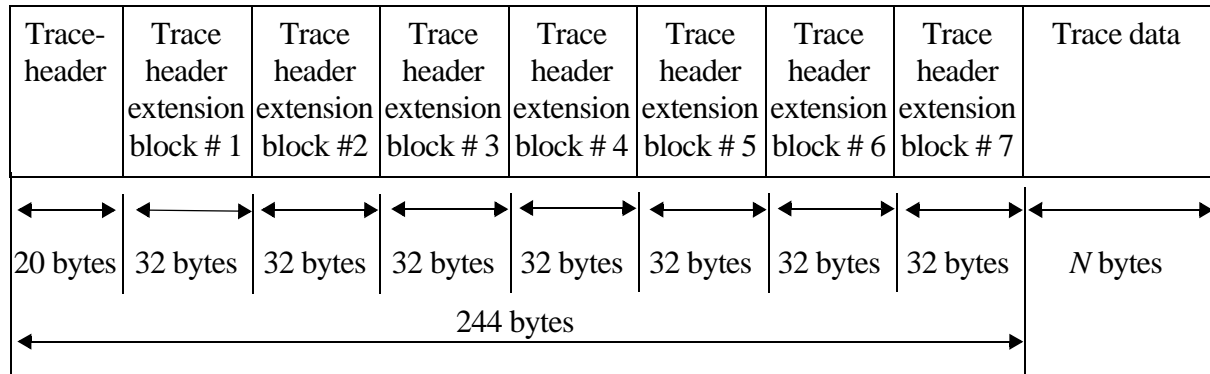 Trace-
header
Trace
header
extension
block # 1
Trace
header
extension
block #2
Trace
header
extension
block # 3
Trace
header
extension
block # 4
Trace
header
extension
block # 5
Trace
header
extension
block # 6
Trace
header
extension
block # 7
Trace data
20 bytes
32 bytes
32 bytes
32 bytes
32 bytes
32 bytes
32 bytes
32 bytes
N bytes
244 bytes